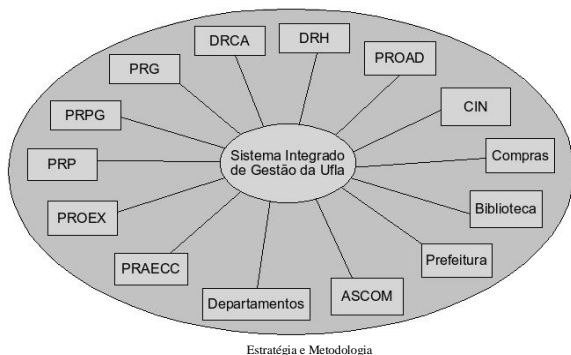 DRCA
DRH
PRG
PROAD
PRPG
CIN
Sistema Integrado
de Gestão da Ufla
PRP
Compras
PROEX
Biblioteca
PRAECC
Prefeitura
Departamentos
ASCOM
Estratégia e Metodologia